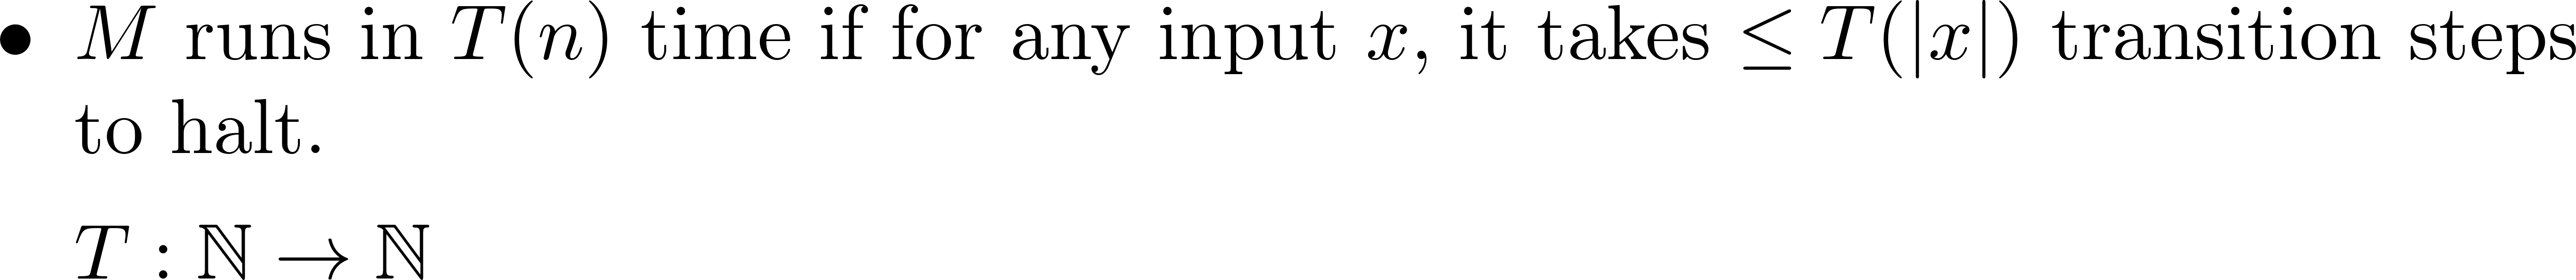 • M runs in T(n) time if for any input x, it takes ≤ T(|x|) transition steps
to halt.
T : ℕ → ℕ